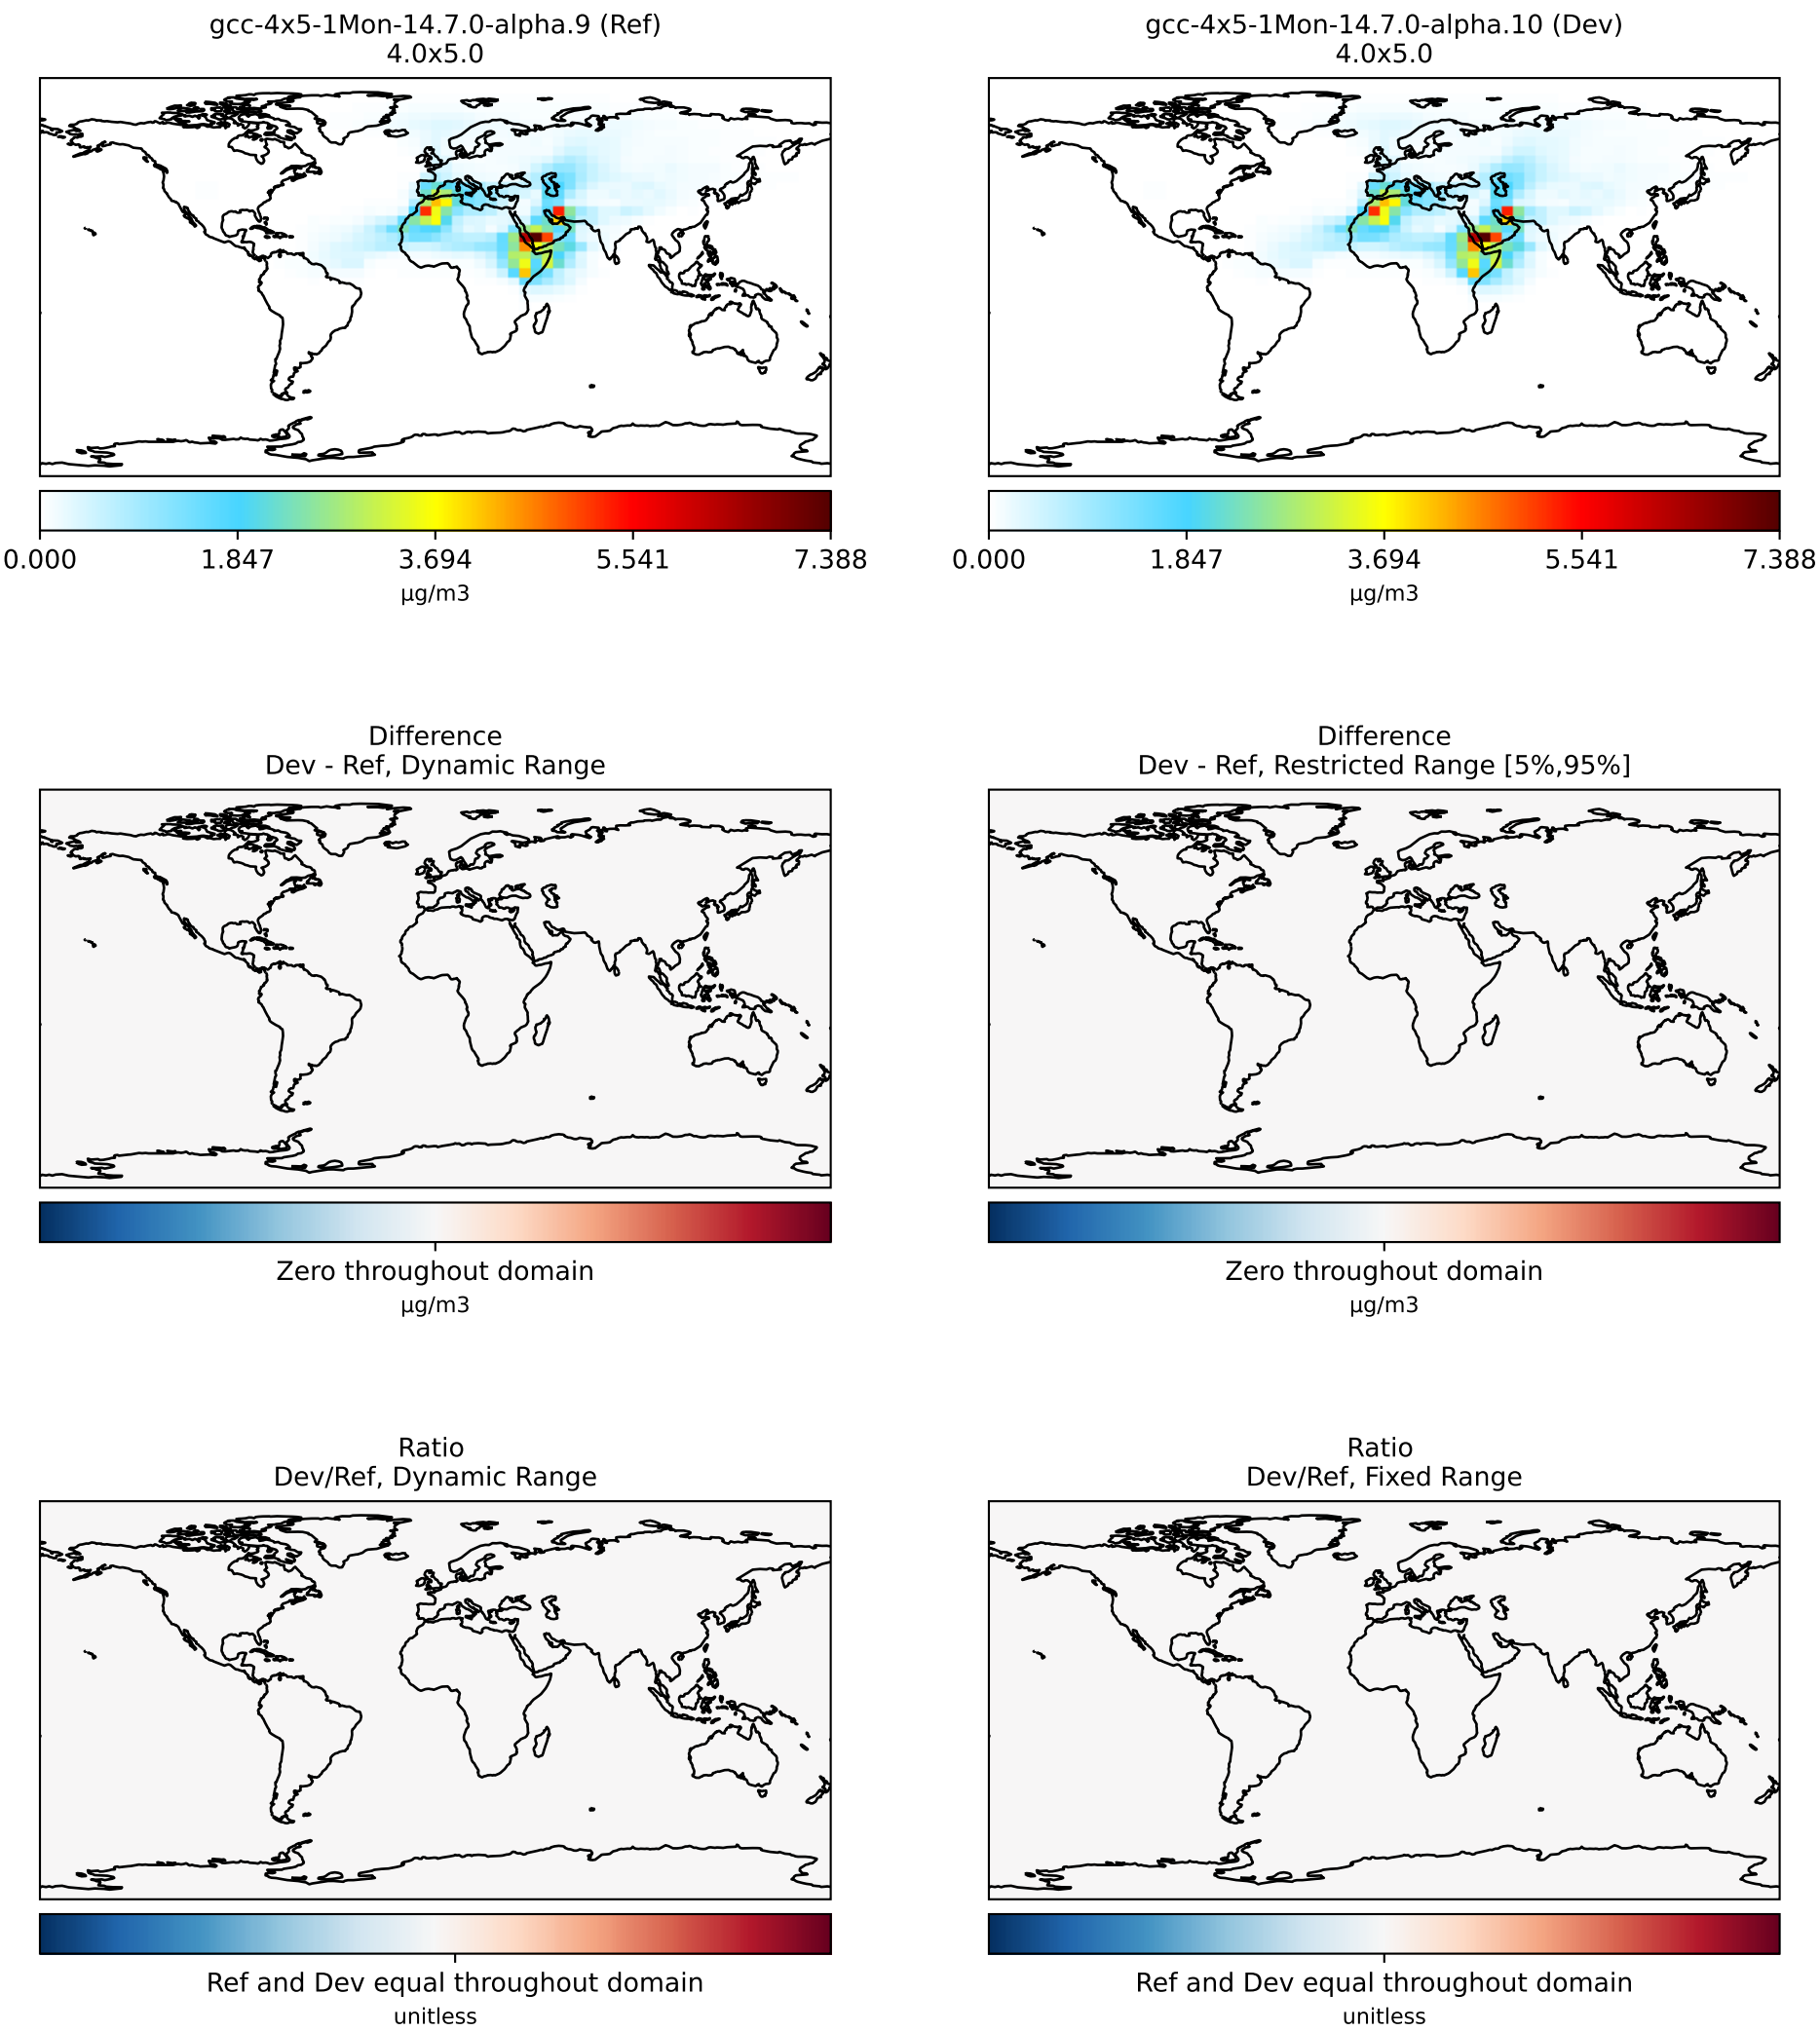 gcc-4x5-1Mon-14.7.0-alpha.9 (Ref)
4.0x5.0
gcc-4x5-1Mon-14.7.0-alpha.10 (Dev)
4.0x5.0
0.000 1.847 3.694 5.541 7.388
µg/m3
0.000 1.847 3.694 5.541 7.388
µg/m3
Difference
Dev - Ref, Dynamic Range
Difference
Dev - Ref, Restricted Range [5%,95%]
Zero throughout domain
µg/m3
Zero throughout domain
µg/m3
Ratio
Dev/Ref, Dynamic Range
Ratio
Dev/Ref, Fixed Range
Ref and Dev equal throughout domain
unitless
Ref and Dev equal throughout domain
unitless